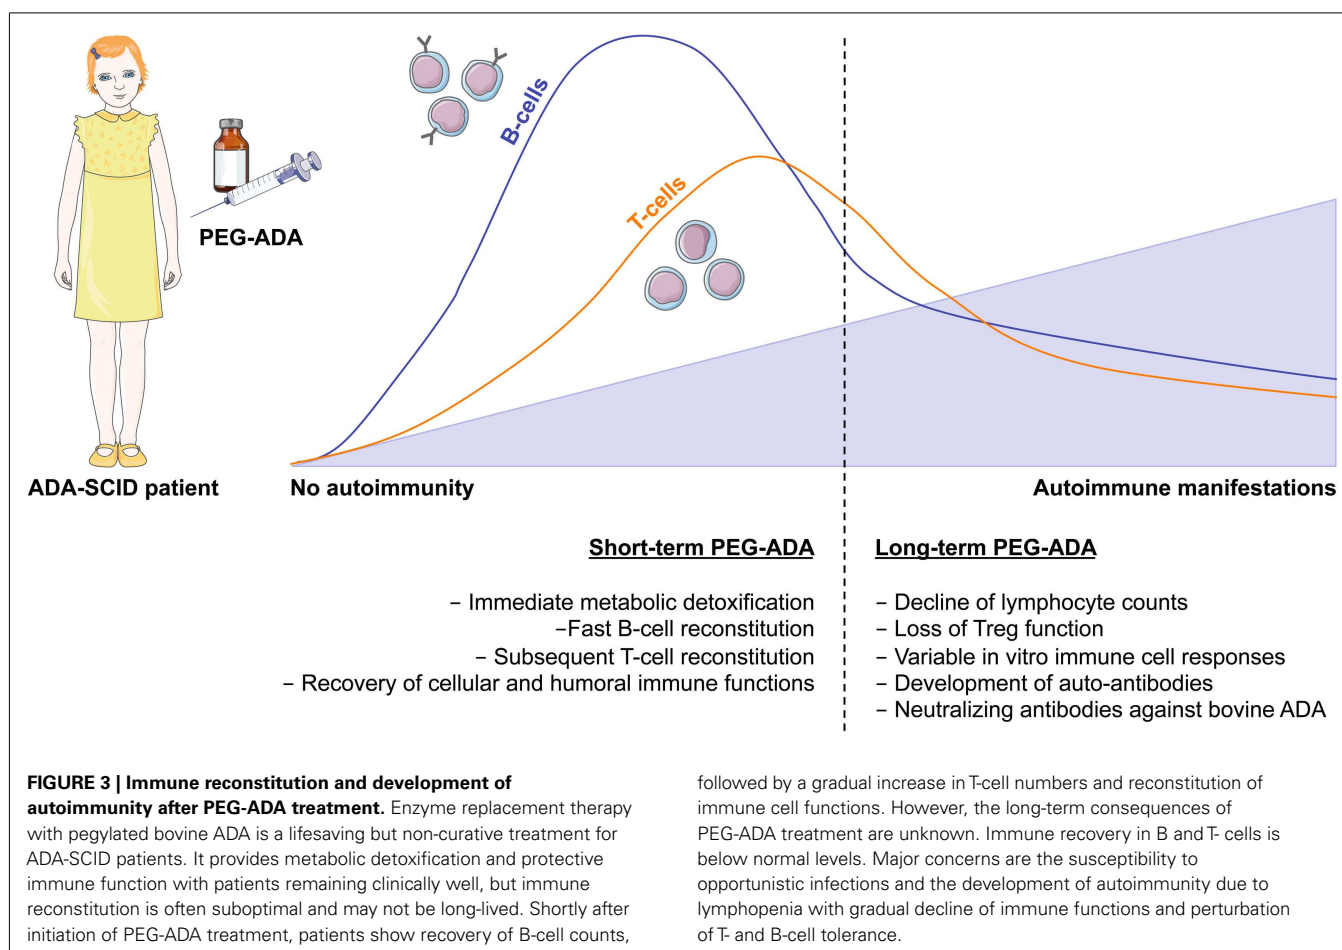 B-cells
T-cells
PEG-ADA
ADA-SCID patient
No autoimmunity
Autoimmune manifestations
Short-term PEG-ADA
– Immediate metabolic detoxification
–Fast B-cell reconstitution
– Subsequent T-cell reconstitution
– Recovery of cellular and humoral immune functions
Long-term PEG-ADA
– Decline of lymphocyte counts
– Loss of Treg function
– Variable in vitro immune cell responses
– Development of auto-antibodies
– Neutralizing antibodies against bovine ADA
FIGURE 3 | Immune reconstitution and development of
autoimmunity after PEG-ADA treatment. Enzyme replacement therapy
with pegylated bovine ADA is a lifesaving but non-curative treatment for
ADA-SCID patients. It provides metabolic detoxification and protective
immune function with patients remaining clinically well, but immune
reconstitution is often suboptimal and may not be long-lived. Shortly after
initiation of PEG-ADA treatment, patients show recovery of B-cell counts,
followed by a gradual increase in T-cell numbers and reconstitution of
immune cell functions. However, the long-term consequences of
PEG-ADA treatment are unknown. Immune recovery in B and T- cells is
below normal levels. Major concerns are the susceptibility to
opportunistic infections and the development of autoimmunity due to
lymphopenia with gradual decline of immune functions and perturbation
of T- and B-cell tolerance.